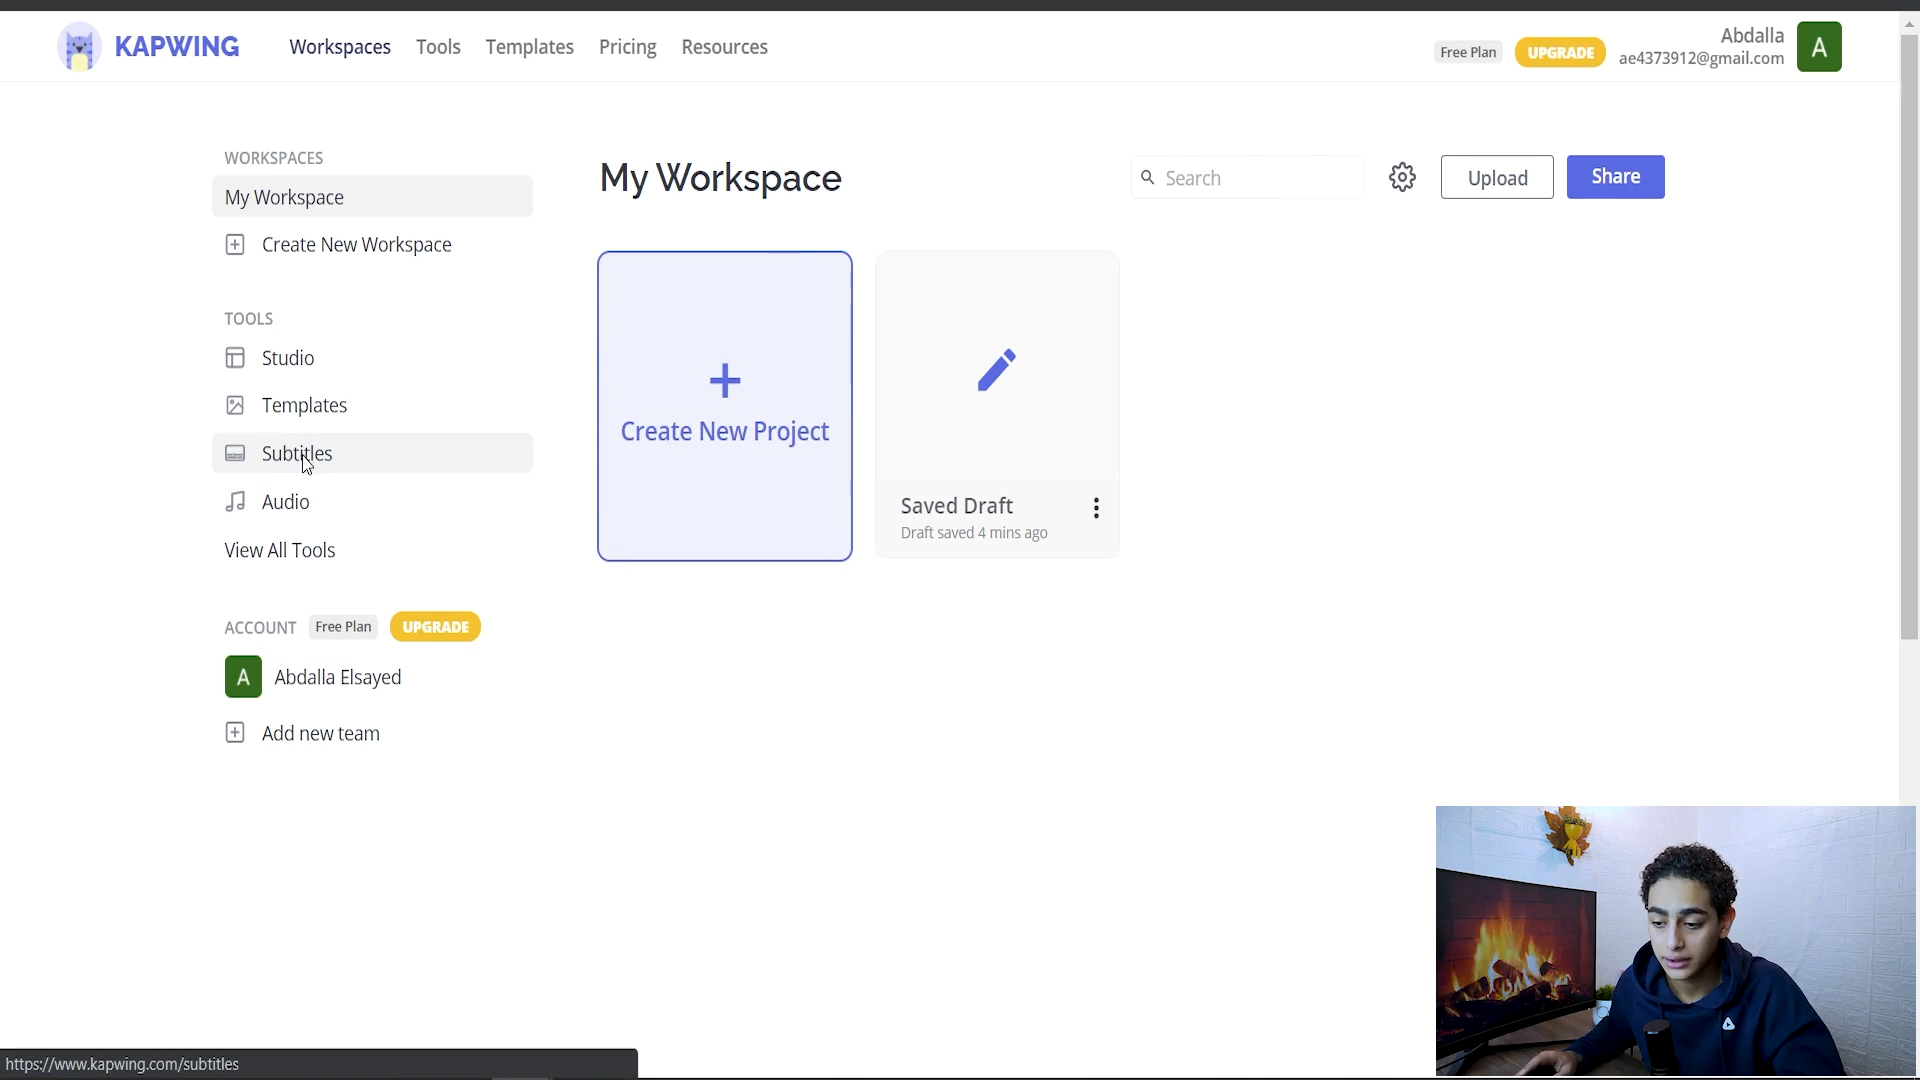 KAPWING
Workspaces
Tools
Templates
Pricing
Resources
Free Plan
UPGRADE
Abdalla
ae4373912@gmail.com
A
WORKSPACES
My Workspace
Create New Workspace
TOOLS
Studio
Templates
Subtitles
Audio
View All Tools
ACCOUNT
Free Plan
UPGRADE
A
Abdalla Elsayed
Add new team
My Workspace
Search
Upload
Share
Create New Project
Saved Draft
Draft saved 4 mins ago
https://www.kapwing.com/subtitles